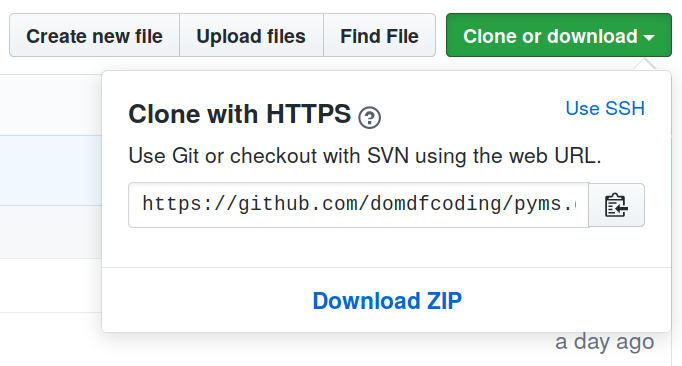 Create new file Upload files Find File Clone or download
Clone with HTTPS ?
Use SSH
Use Git or checkout with SVN using the web URL.
https://github.com/domdfcoding/pyms.
Download ZIP
a day ago